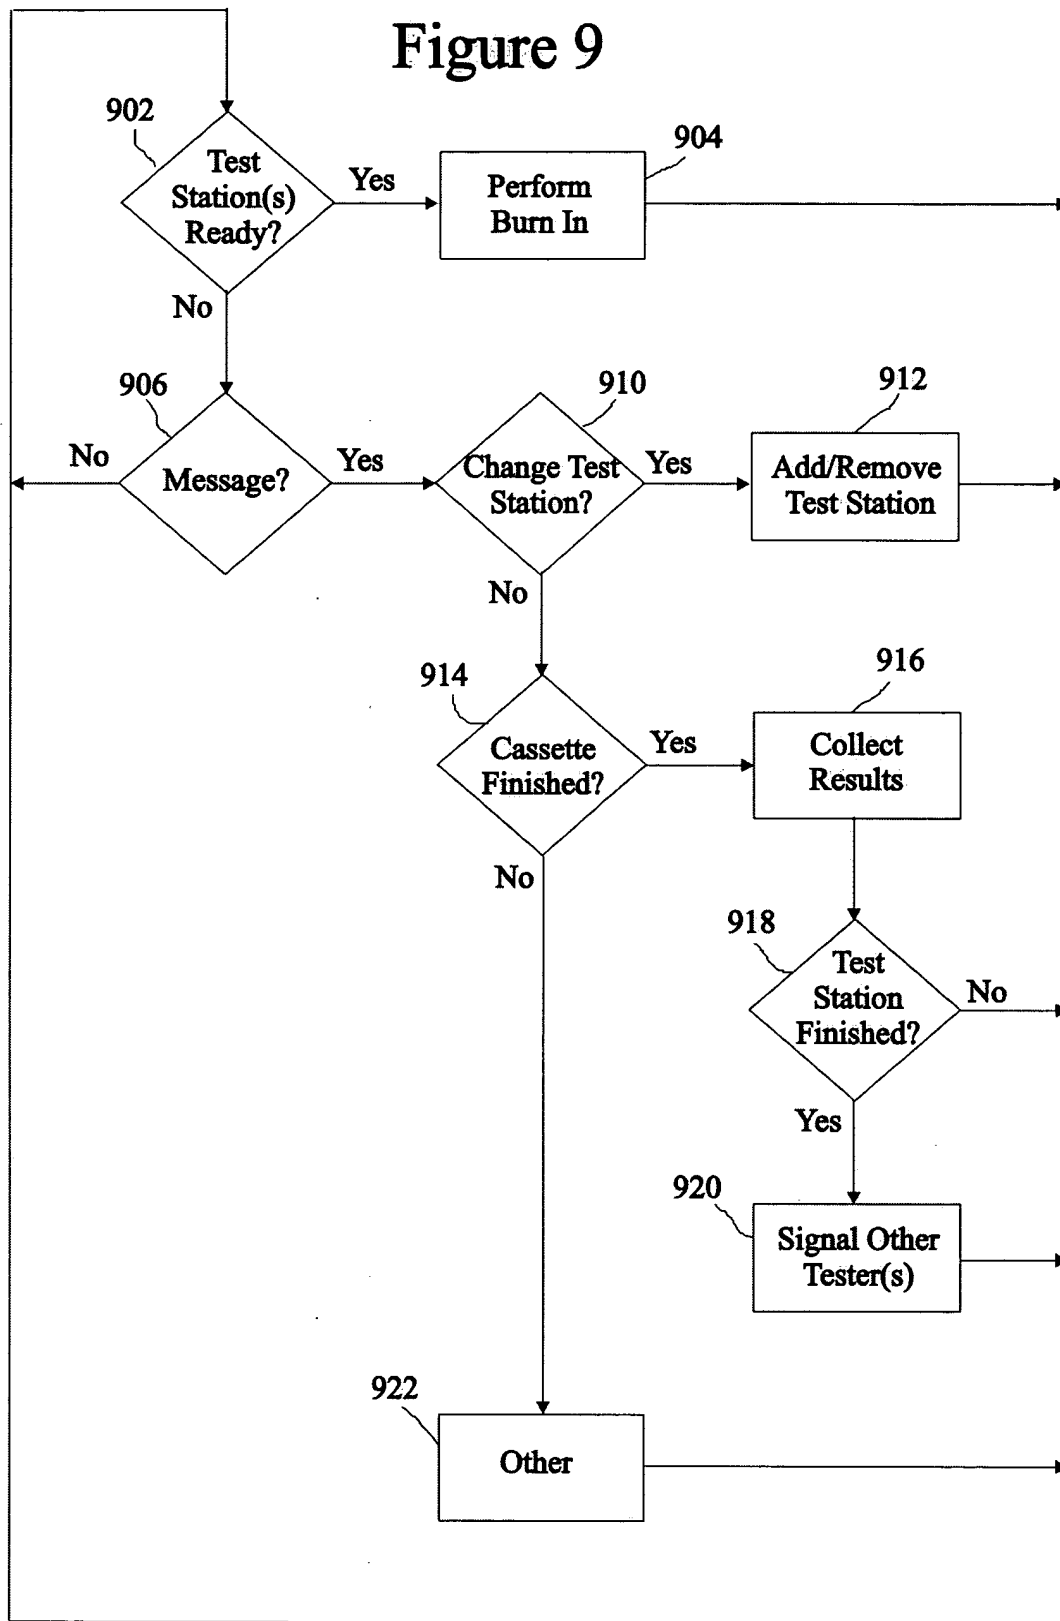 Figure 9
902
Test
Station(s)
Ready?
Yes
904
Perform
Burn In
No
906
Message?
No
Yes
910
Change Test
Station?
Yes
912
Add/Remove
Test Station
No
914
Cassette
Finished?
Yes
916
Collect
Results
No
918
Test
Station
Finished?
No
Yes
920
Signal Other
Tester(s)
922
Other